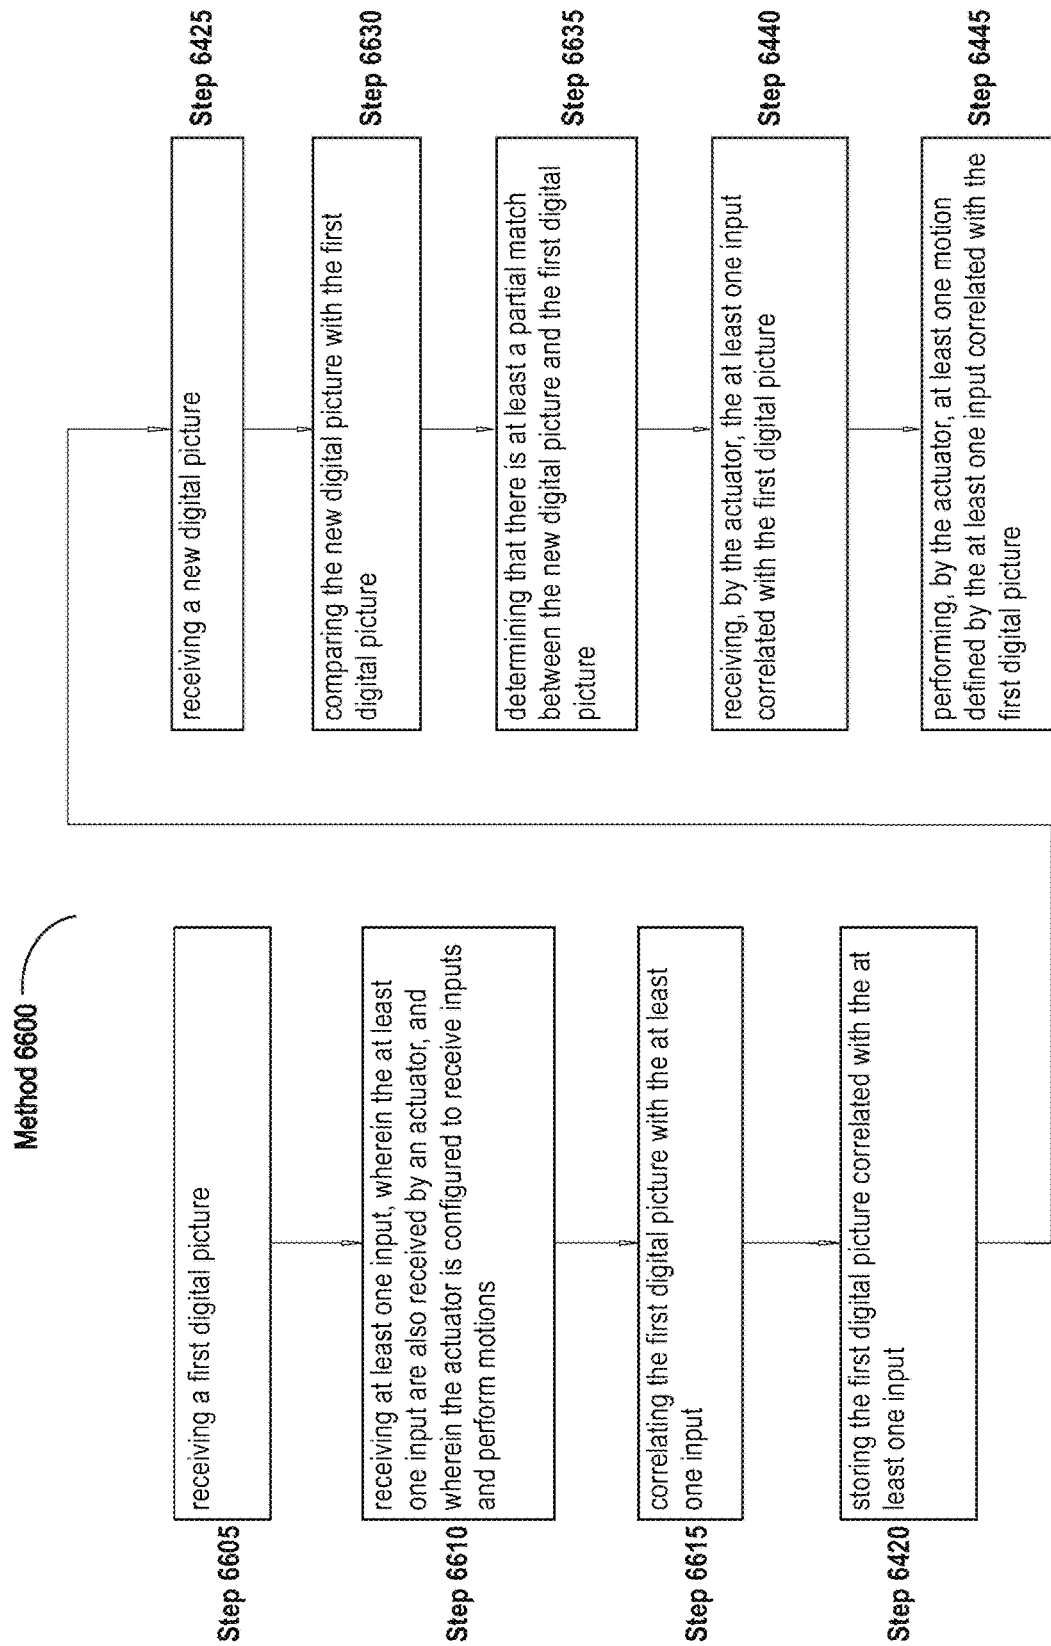 Method 6600
Step 6605
receiving a first digital picture
Step 6610
receiving at least one input, wherein the at least
one input are also received by an actuator, and
wherein the actuator is configured to receive inputs
and perform motions
Step 6615
correlating the first digital picture with the at least
one input
Step 6420
storing the first digital picture correlated with the at
least one input
receiving a new digital picture
Step 6425
comparing the new digital picture with the first
digital picture
Step 6630
determining that there is at least a partial match
between the new digital picture and the first digital
picture
Step 6635
receiving, by the actuator, the at least one input
correlated with the first digital picture
Step 6440
performing, by the actuator, at least one motion
defined by the at least one input correlated with the
first digital picture
Step 6445